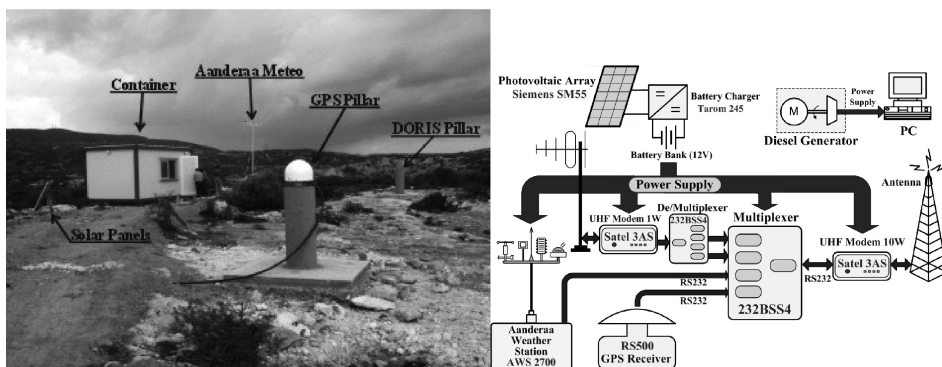 Container
Aanderaa Meteo
GPS Pillar
DORIS Pillar
Solar Panels
Photovoltaic Array
Siemens SM55
Battery Charger
Tarom 245
Battery Bank (12V)
M
Diesel Generator
Power
Supply
PC
Power Supply
Antenna
UHF Modem 1W
Satel 3AS
De/Multiplexer
232BSS4
Multiplexer
232BSS4
UHF Modem 10W
Satel 3AS
RS232
RS232
RS232
Aanderaa
Weather
Station
AWS 2700
RS500
GPS Receiver